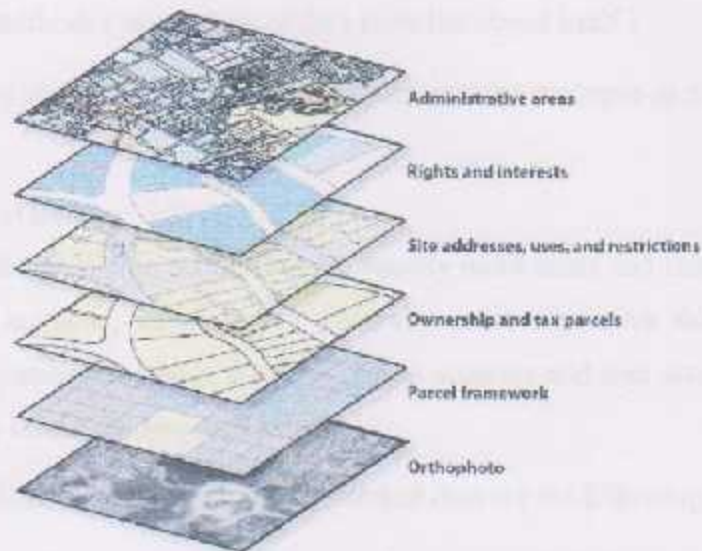 Administrative areas
Rights and interests
Site addresses, uses, and restrictions
Ownership and tax parcels
Parcel framework
Orthophoto